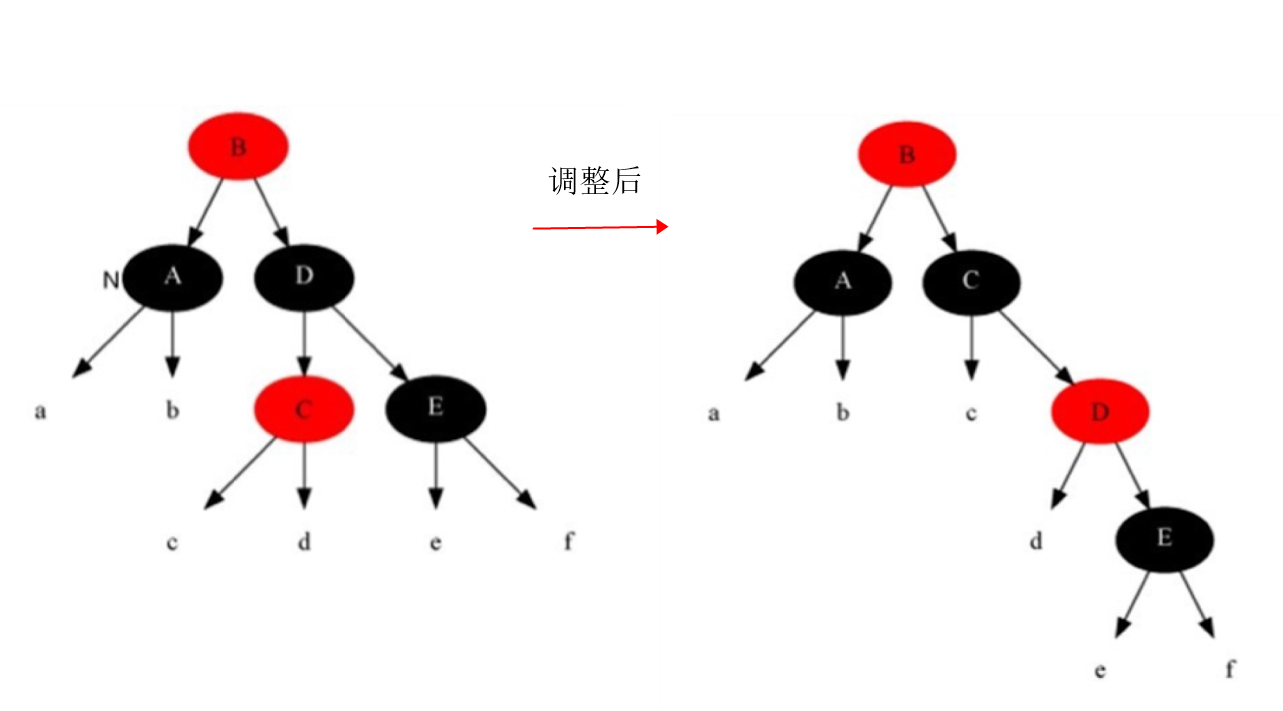 B
B
调整后
N A D
A C
a b C E
a b c D
c d e f
d E
e f